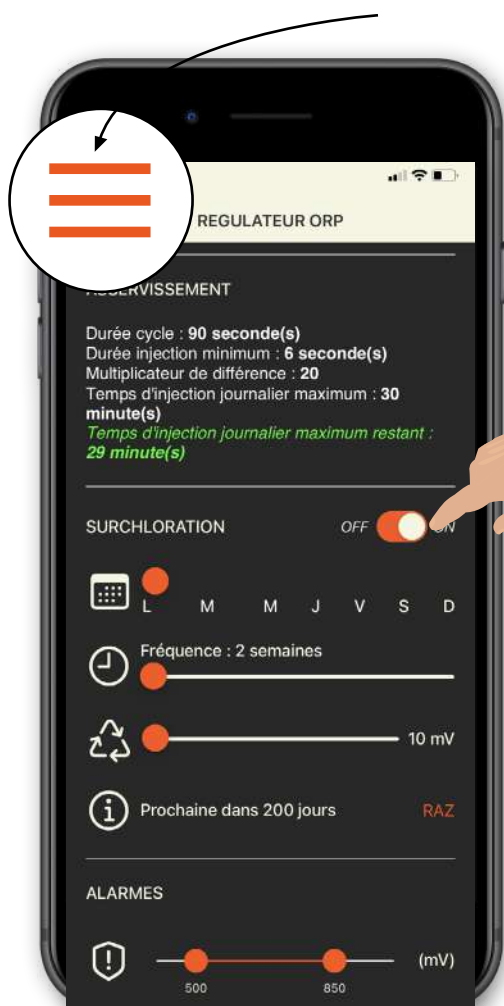 REGULATEUR ORP
ASSERVISSEMENT
Durée cycle : 90 seconde(s)
Durée injection minimum : 6 seconde(s)
Multiplicateur de différence : 20
Temps d'injection journalier maximum : 30
minute(s)
Temps d'injection journalier maximum restant :
29 minute(s)
SURCHLORATION OFF ON
L M M J V S D
Fréquence : 2 semaines
10 mV
Prochaine dans 200 jours RAZ
ALARMES
(mV)
500 850